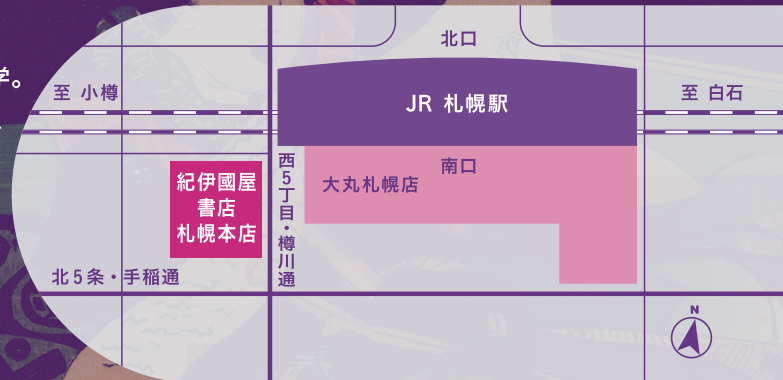 北口
学。
至 小樽
JR 札幌駅
至 白石
南口
大丸札幌店
紀伊國屋
書店
札幌本店
西5丁目・樽川通
北5条・手稲通
N